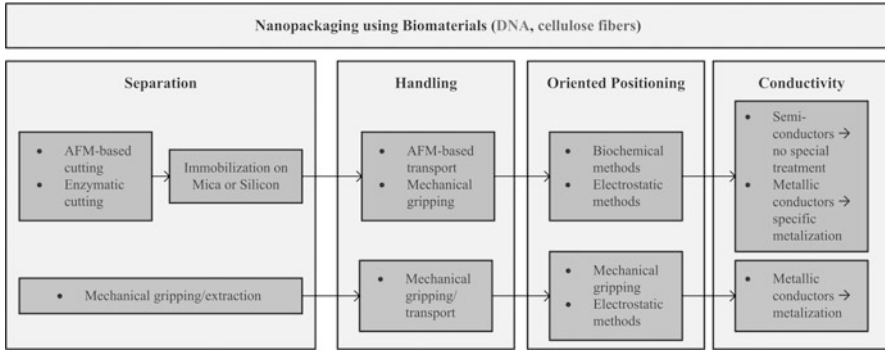 Nanopackaging using Biomaterials (DNA, cellulose fibers)
Separation
• AFM-based
cutting
• Enzymatic
cutting
Immobilization on
Mica or Silicon
• Mechanical gripping/extraction
Handling
• AFM-based
transport
• Mechanical
gripping
• Mechanical
gripping/
transport
Oriented Positioning
• Biochemical
methods
• Electrostatic
methods
• Mechanical
gripping
• Electrostatic
methods
Conductivity
• Semi-
conductors →
no special
treatment
• Metallic
conductors →
specific
metalization
• Metallic
conductors →
metalization